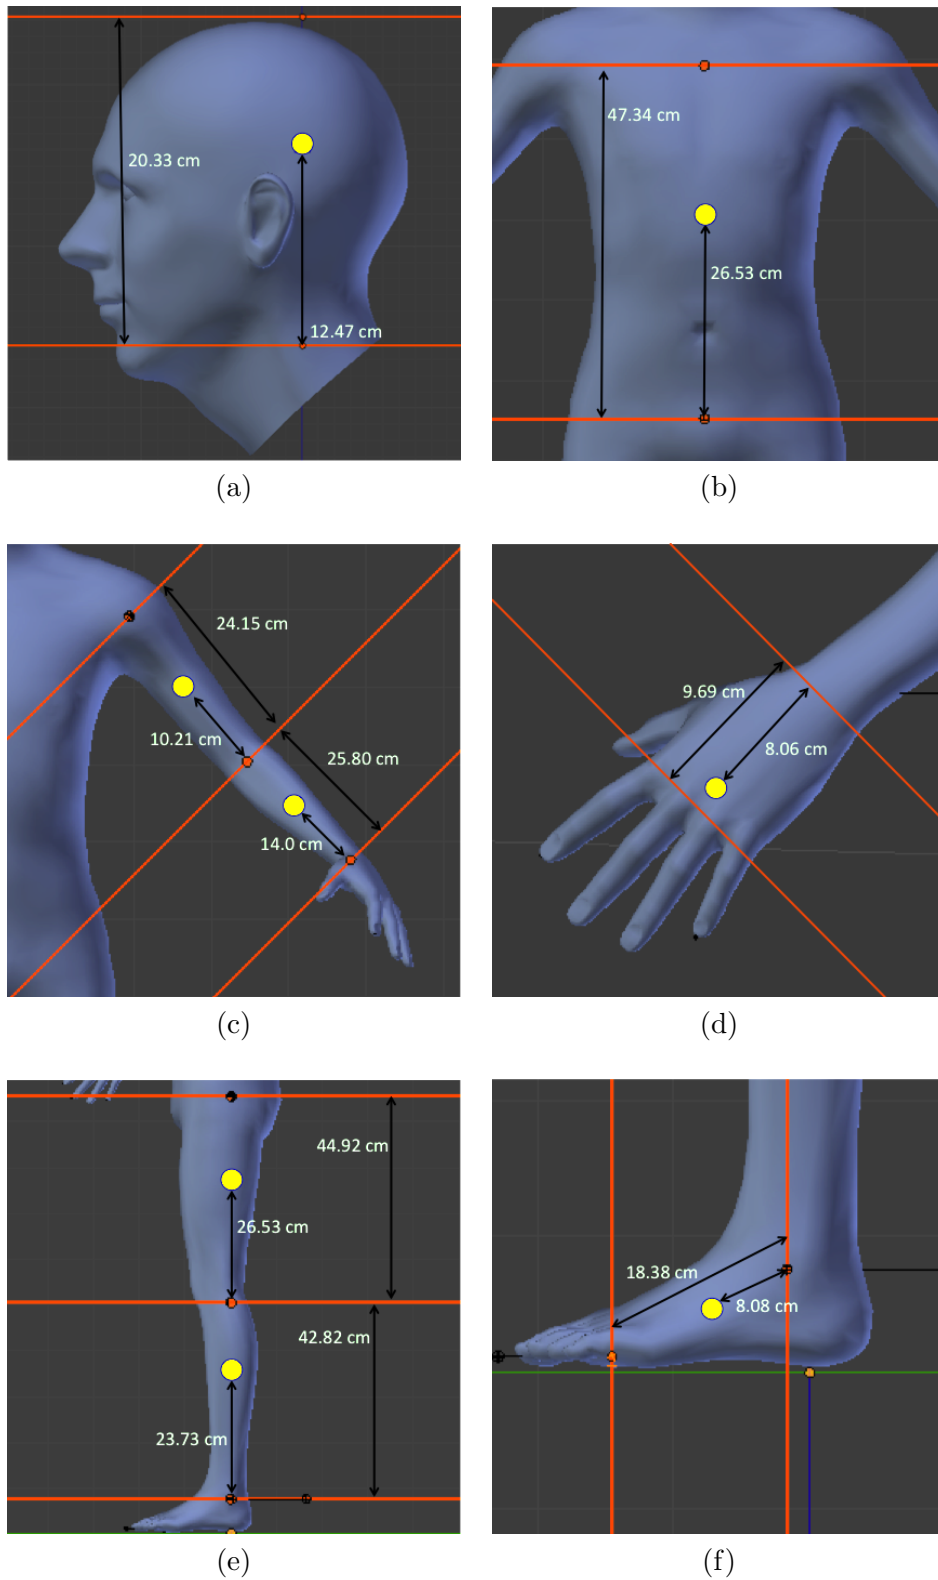 20.33 cm
12.47 cm
(a)
47.34 cm
26.53 cm
(b)
24.15 cm
10.21 cm
25.80 cm
14.0 cm
(c)
9.69 cm
8.06 cm
(d)
44.92 cm
26.53 cm
42.82 cm
23.73 cm
(e)
18.38 cm
8.08 cm
(f)